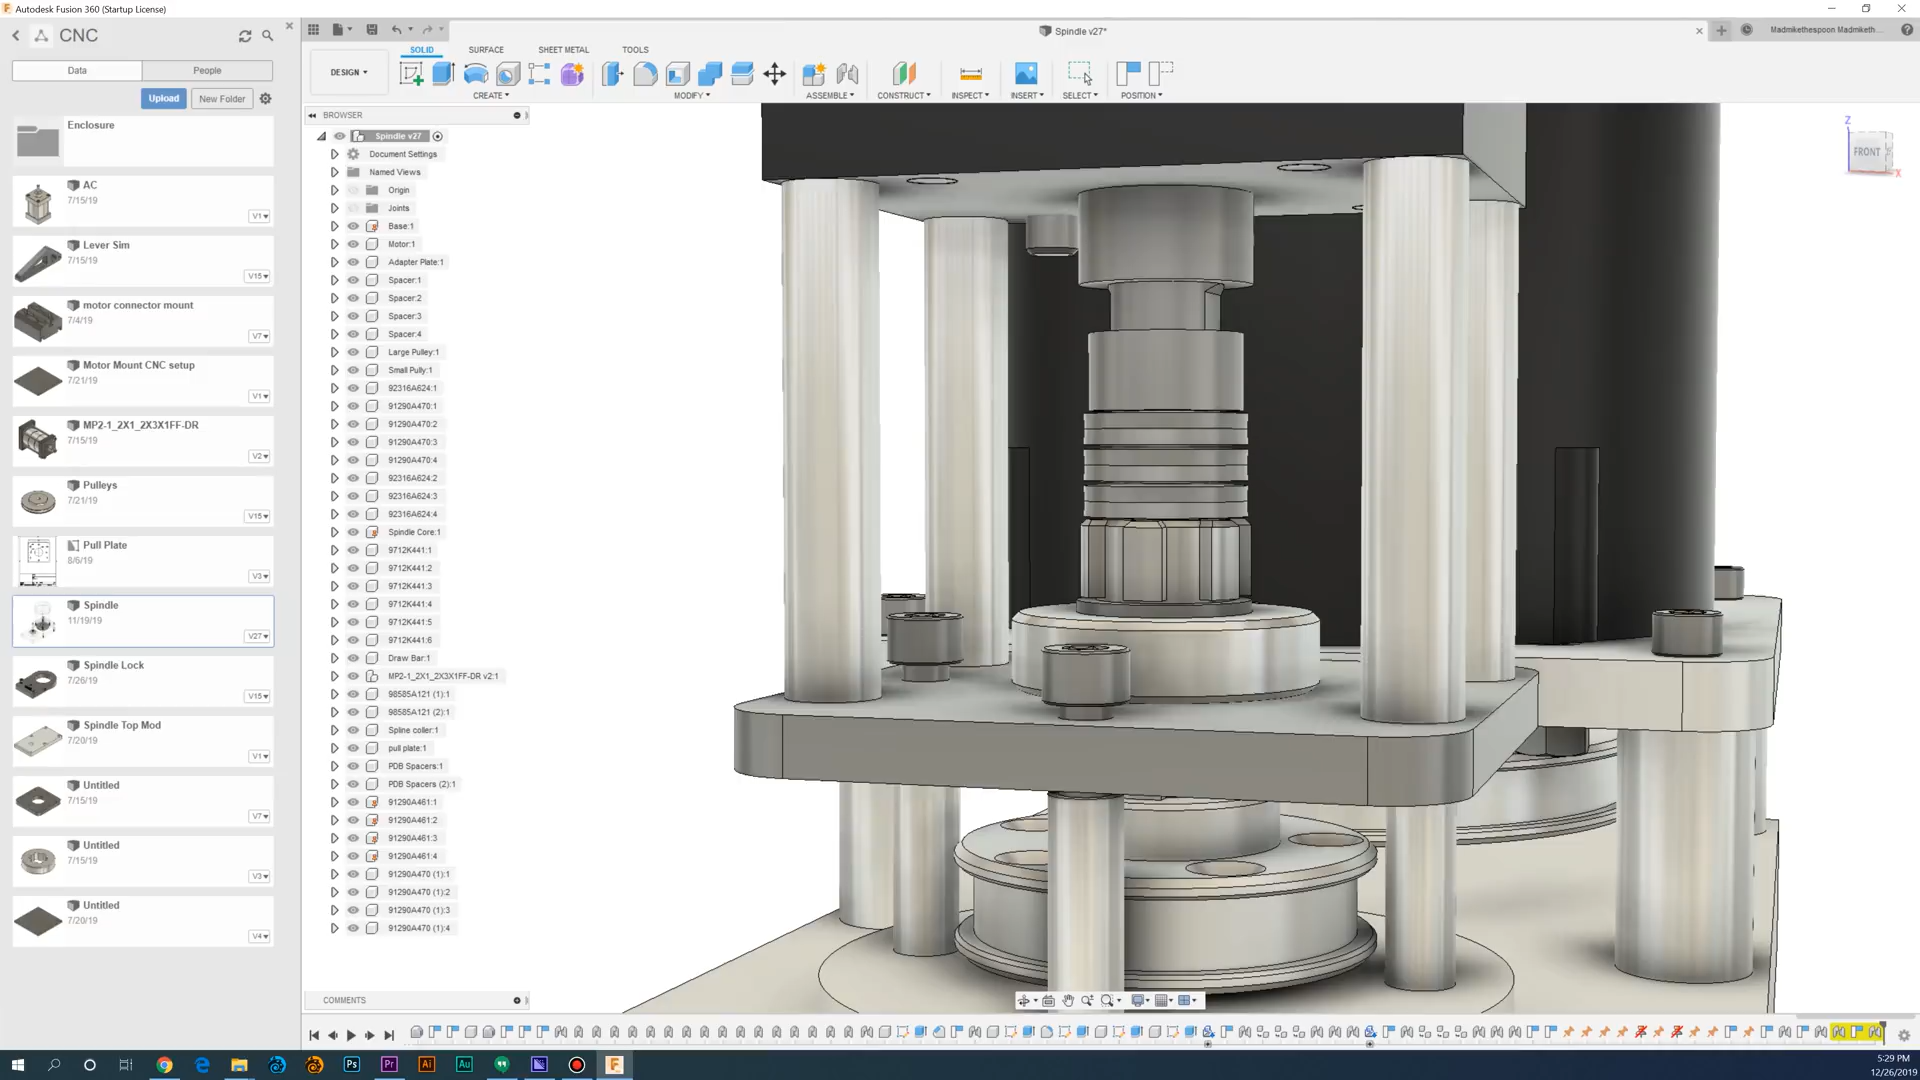 Autodesk Fusion 360 (Startup License)
CNC
Data
People
Upload
New Folder
Enclosure
AC
7/15/19
V1
Lever Sim
7/15/19
V15
motor connector mount
7/4/19
V7
Motor Mount CNC setup
7/21/19
V1
MP2-1_2X1_2X3X1FF-DR
7/15/19
V2
Pulleys
7/21/19
V15
Pull Plate
8/6/19
V3
Spindle
11/19/19
V27
Spindle Lock
7/26/19
V15
Spindle Top Mod
7/20/19
V1
Untitled
7/15/19
V7
Untitled
7/15/19
V3
Untitled
7/20/19
V4
Spindle v27*
Madmikethespoon Madmiketh...
SOLID
SURFACE
SHEET METAL
TOOLS
DESIGN
CREATE
MODIFY
ASSEMBLE
CONSTRUCT
INSPECT
INSERT
SELECT
POSITION
BROWSER
Spindle v27
Document Settings
Named Views
Origin
Joints
Base:1
Motor:1
Adapter Plate:1
Spacer:1
Spacer:2
Spacer:3
Spacer:4
Large Pulley:1
Small Pully:1
92316A624:1
91290A470:1
91290A470:2
91290A470:3
91290A470:4
92316A624:2
92316A624:3
92316A624:4
Spindle Core:1
9712K441:1
9712K441:2
9712K441:3
9712K441:4
9712K441:5
9712K441:6
Draw Bar:1
MP2-1_2X1_2X3X1FF-DR v2:1
98585A121 (1):1
98585A121 (2):1
Spline coller:1
pull plate:1
PDB Spacers:1
PDB Spacers (2):1
91290A461:1
91290A461:2
91290A461:3
91290A461:4
91290A470 (1):1
91290A470 (1):2
91290A470 (1):3
91290A470 (1):4
COMMENTS
Z
FRONT
X
Ps
Pr
Ai
Au
F
5:29 PM
12/26/2019